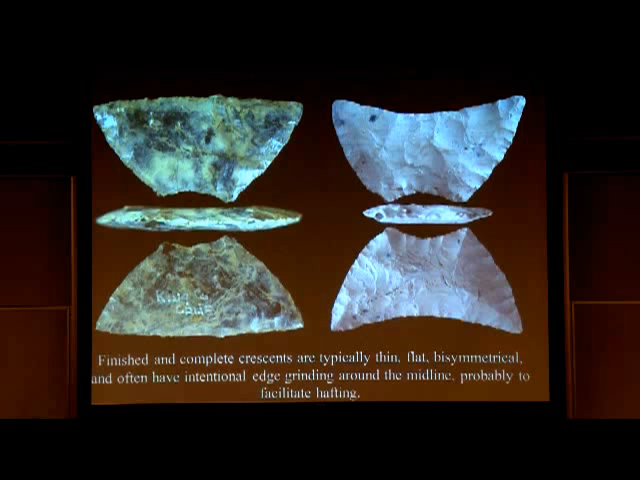 Finished and complete crescents are typically thin, flat, bisymmetrical,
and often have intentional edge grinding around the midline, probably to
facilitate hafting.